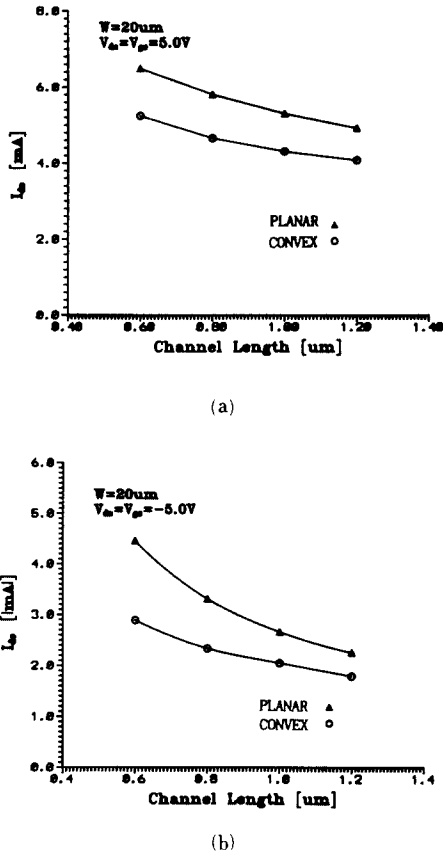 8.0
W=20um
Vds=Vgs=5.0V
6.0
Ids [mA]
4.0
PLANAR
CONVEX
2.0
0.0
0.40 0.60 0.80 1.00 1.20 1.40
Channel Length [um]
(a)
6.0
W=20um
Vds=Vgs=-5.0V
5.0
4.0
Ids [|mA|]
3.0
2.0
PLANAR
CONVEX
1.0
0.0
0.4 0.6 0.8 1.0 1.2 1.4
Channel Length [um]
(b)